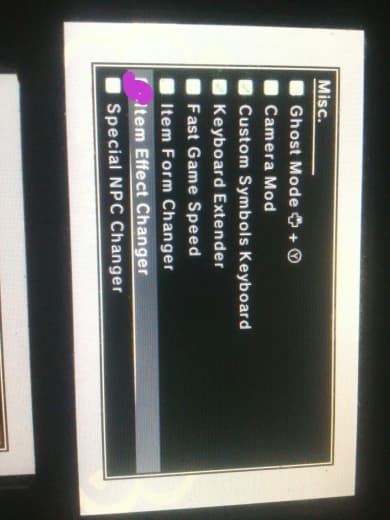 Misc.
Ghost Mode + Ⓨ
Camera Mod
Custom Symbols Keyboard
Keyboard Extender
Fast Game Speed
Item Form Changer
Item Effect Changer
Special NPC Changer